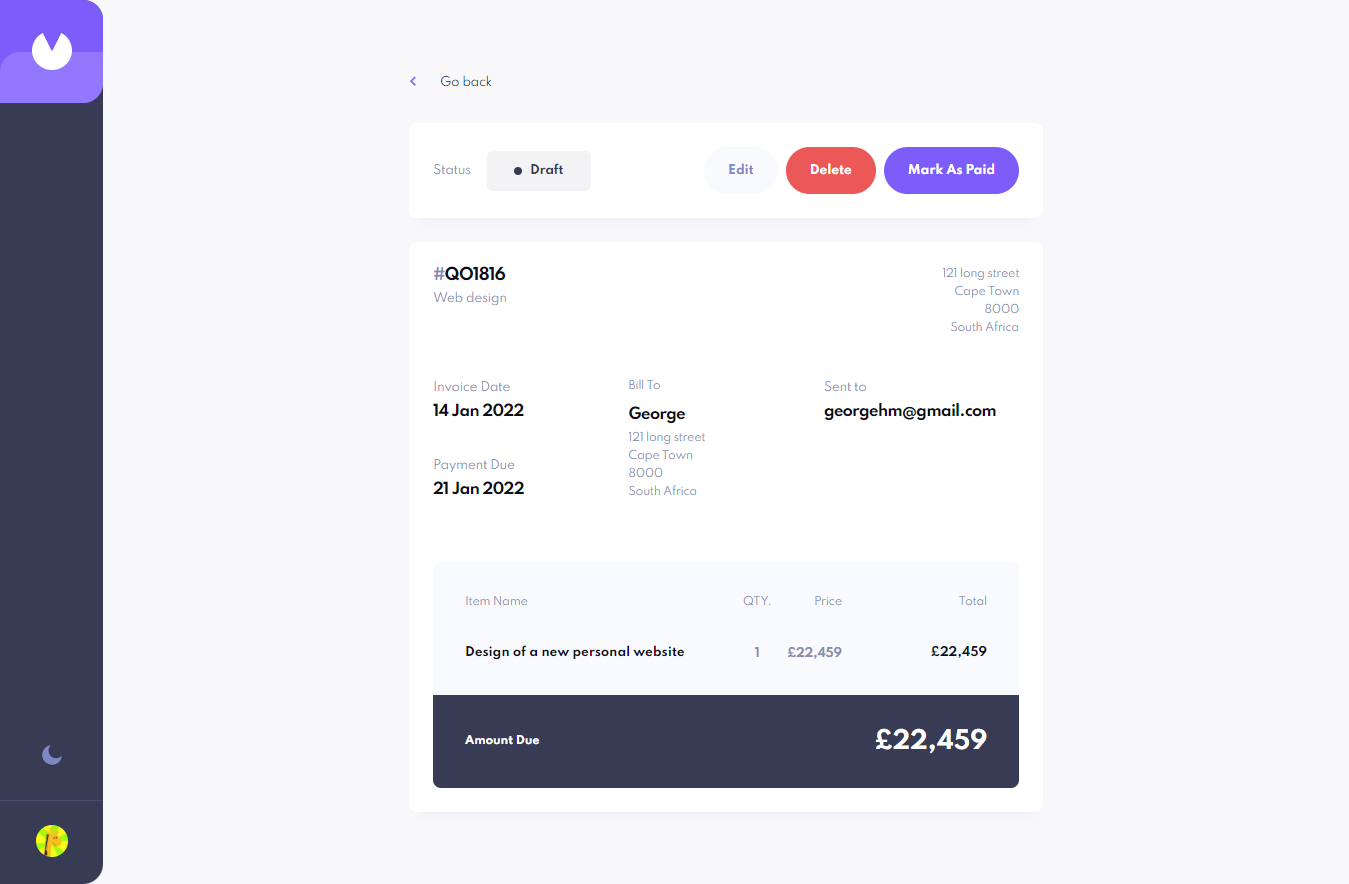 Go back
Status
Draft
Edit
Delete
Mark As Paid
#QO1816
Web design
121 long street
Cape Town
8000
South Africa
Invoice Date
14 Jan 2022
Payment Due
21 Jan 2022
Bill To
George
121 long street
Cape Town
8000
South Africa
Sent to
georgehm@gmail.com
Item Name QTY. Price Total
Design of a new personal website 1 £22,459 £22,459
Amount Due £22,459